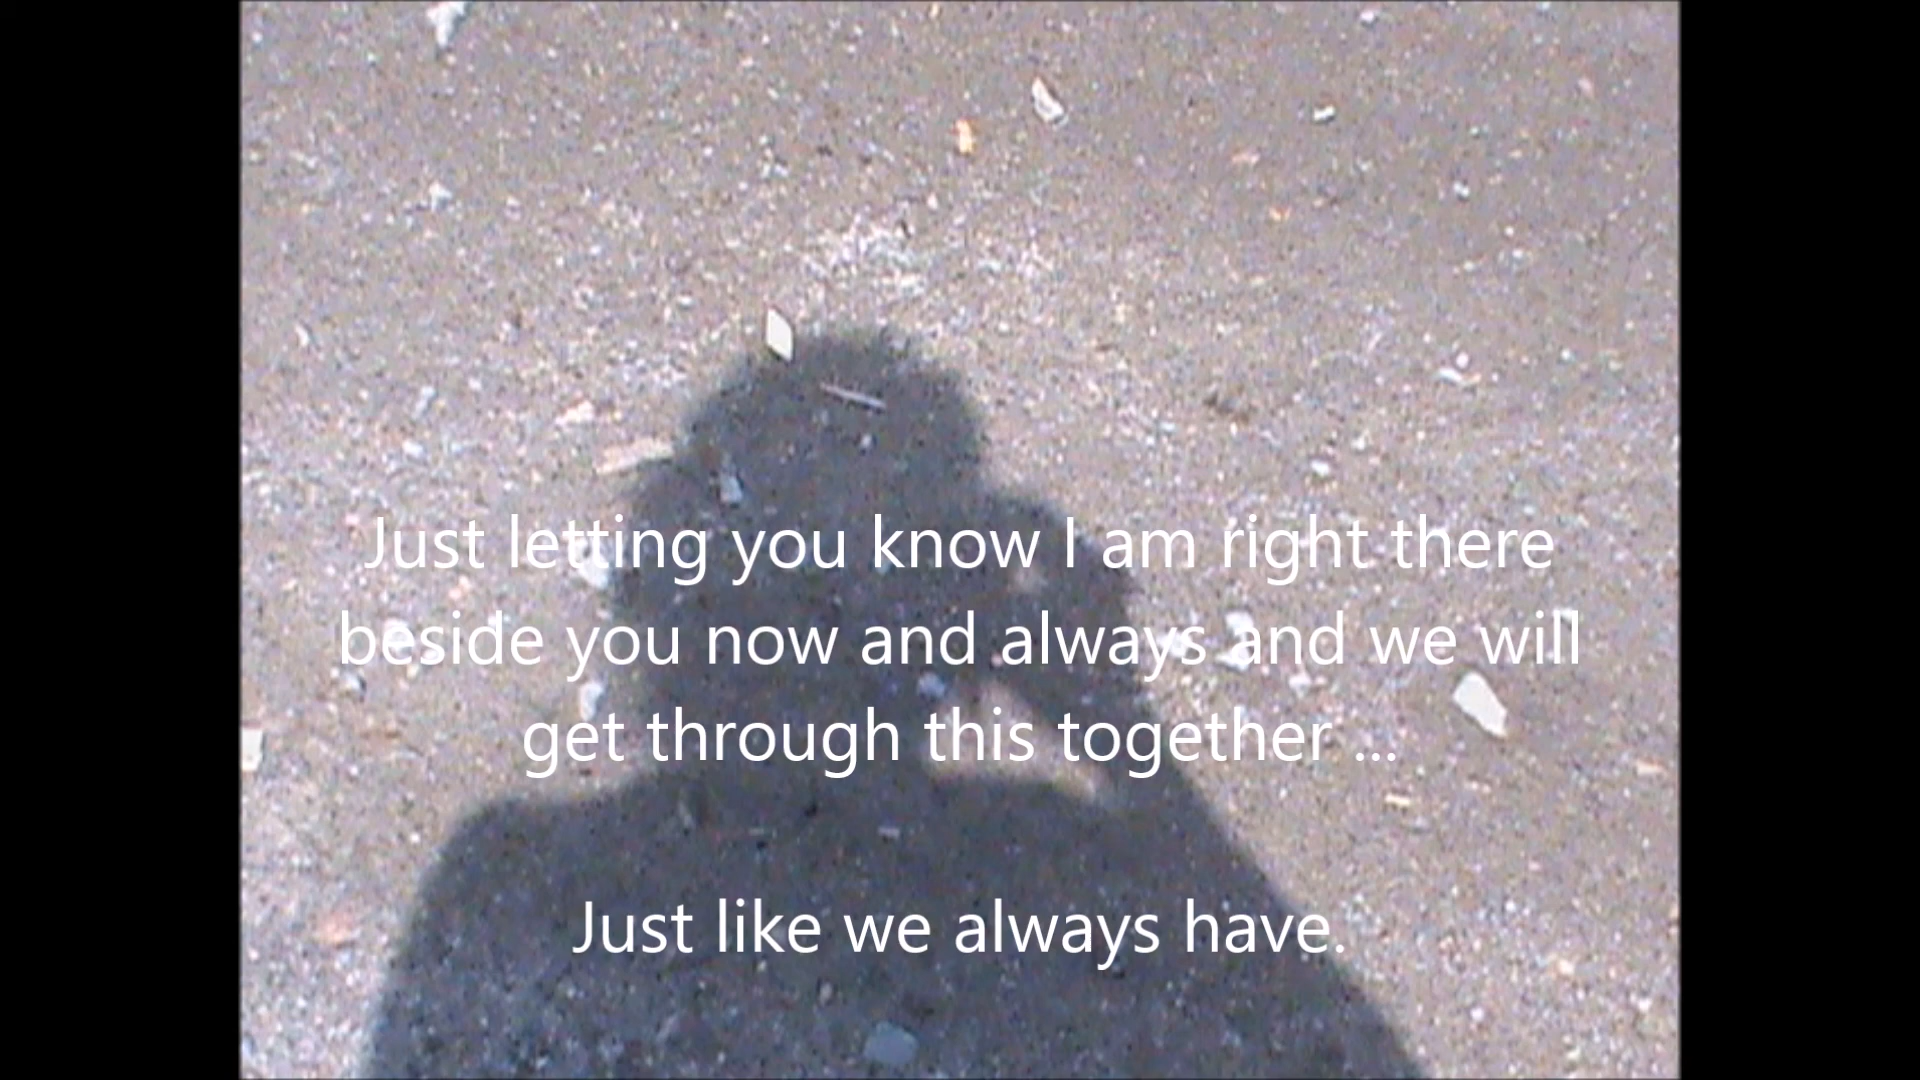 Just letting you know I am right there
beside you now and always and we will
get through this together ...
Just like we always have.